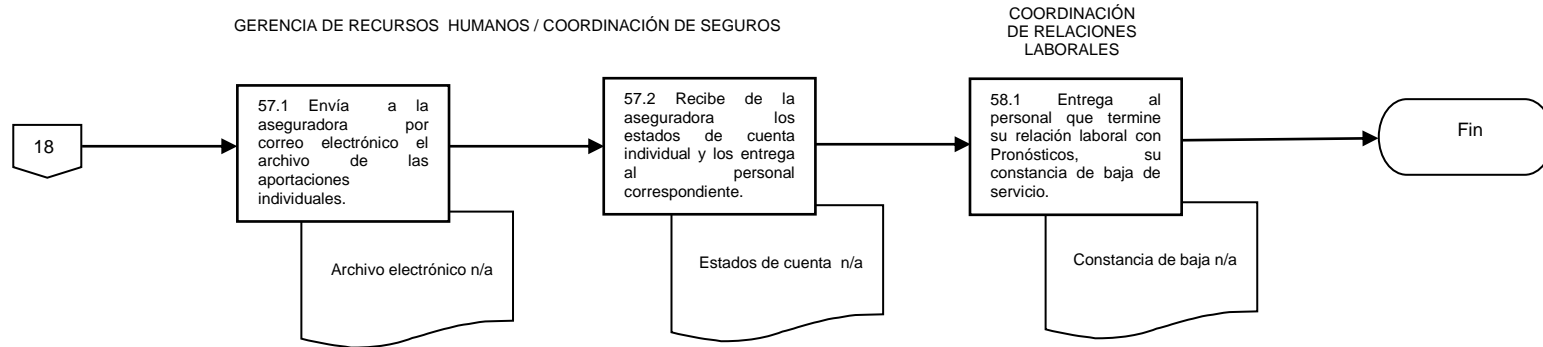 GERENCIA DE RECURSOS HUMANOS / COORDINACIÓN DE SEGUROS
COORDINACIÓN
DE RELACIONES
LABORALES
18
57.1 Envía a la
aseguradora por
correo electrónico el
archivo de las
aportaciones
individuales.
Archivo electrónico n/a
57.2 Recibe de la
aseguradora los
estados de cuenta
individual y los entrega
al personal
correspondiente.
Estados de cuenta n/a
58.1 Entrega al
personal que termine
su relación laboral con
Pronósticos, su
constancia de baja de
servicio.
Constancia de baja n/a
Fin